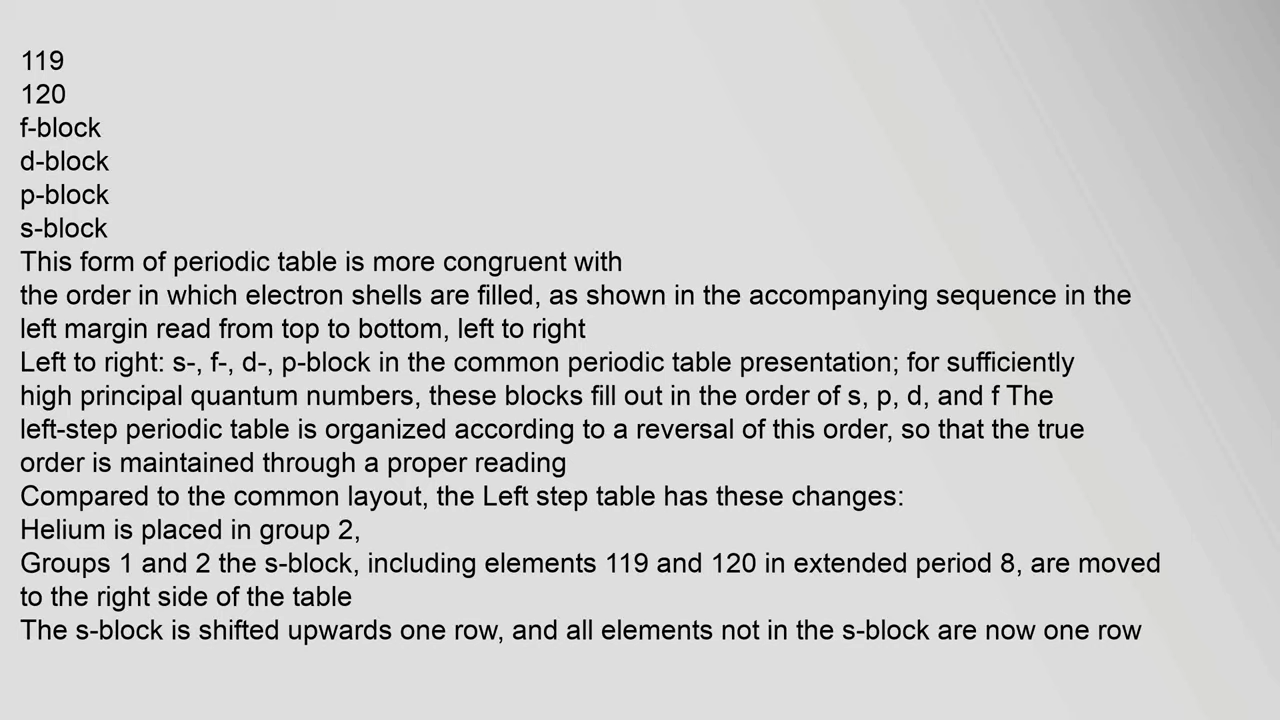 119
120
f-block
d-block
p-block
s-block
This form of periodic table is more congruent with
the order in which electron shells are filled, as shown in the accompanying sequence in the
left margin read from top to bottom, left to right
Left to right: s-, f-, d-, p-block in the common periodic table presentation; for sufficiently
high principal quantum numbers, these blocks fill out in the order of s, p, d, and f The
left-step periodic table is organized according to a reversal of this order, so that the true
order is maintained through a proper reading
Compared to the common layout, the Left step table has these changes:
Helium is placed in group 2,
Groups 1 and 2 the s-block, including elements 119 and 120 in extended period 8, are moved
to the right side of the table
The s-block is shifted upwards one row, and all elements not in the s-block are now one row